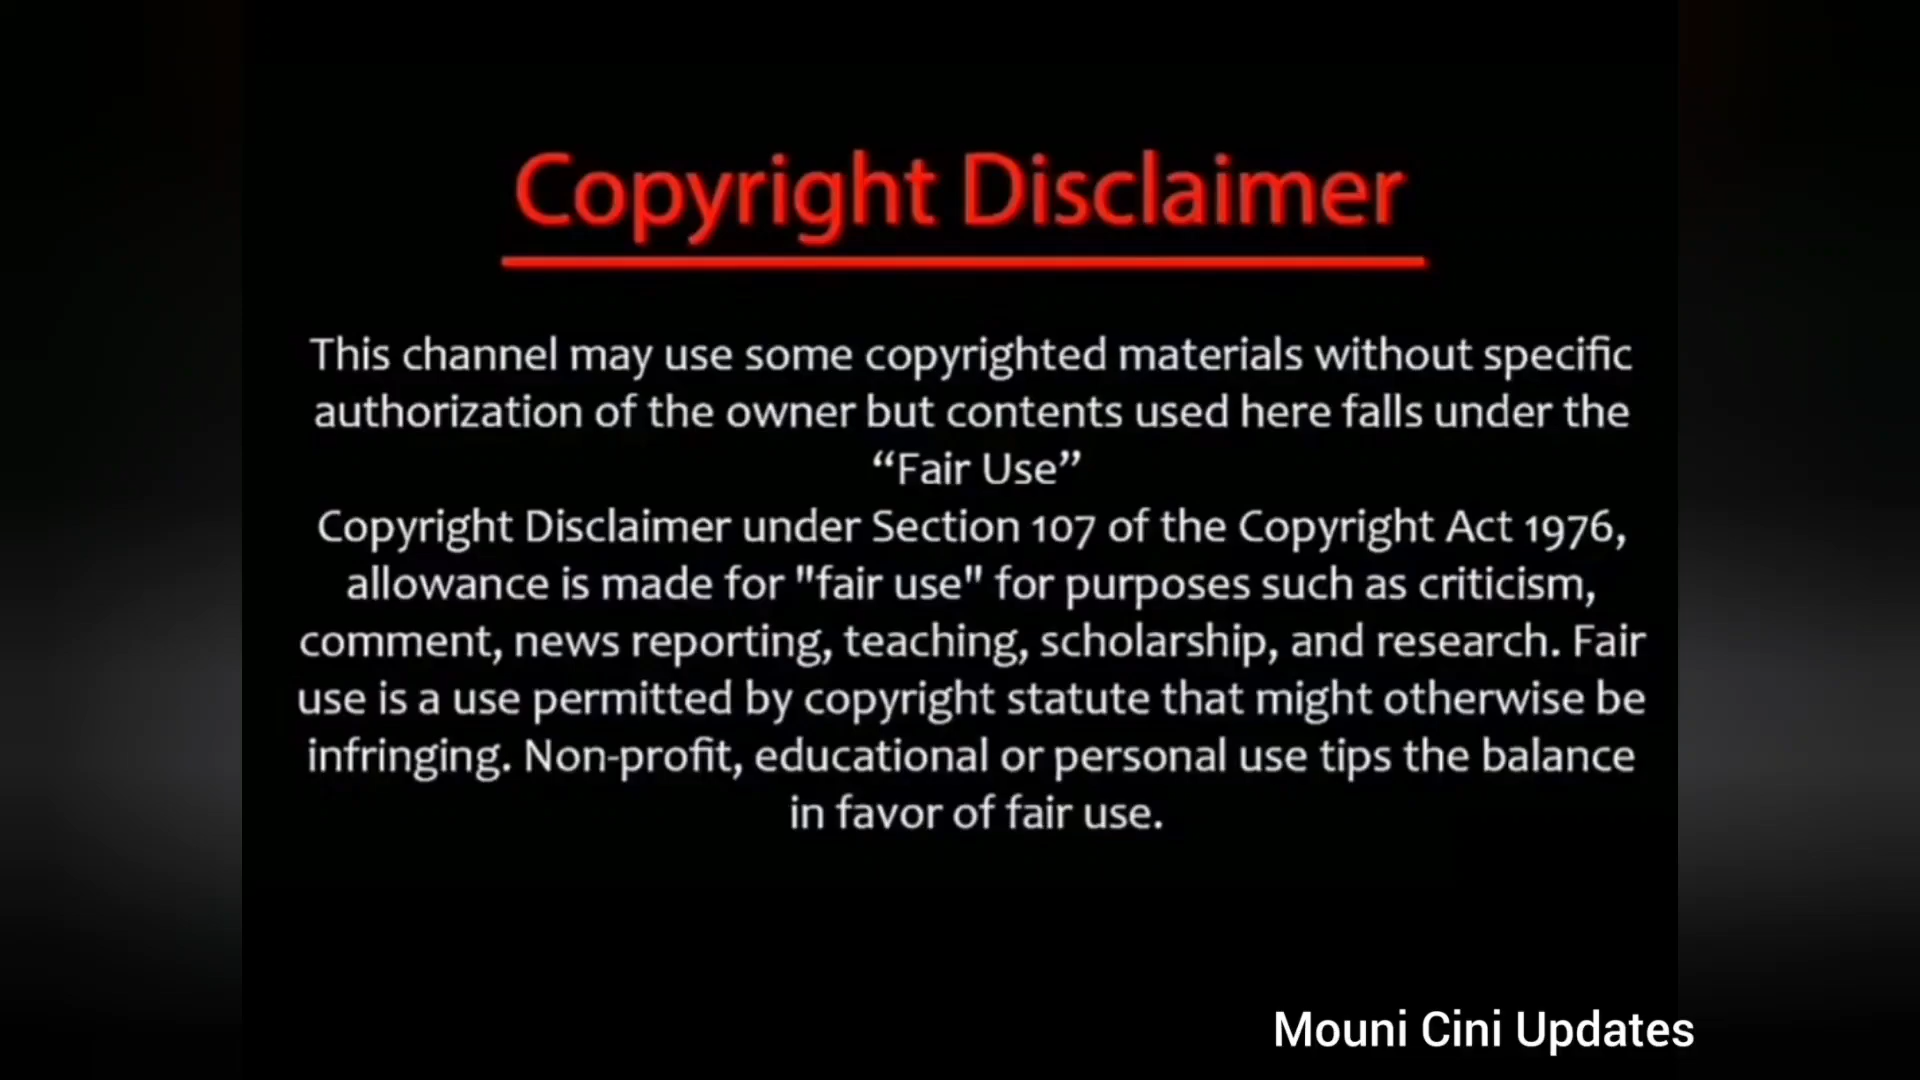 Copyright Disclaimer
This channel may use some copyrighted materials without specific
authorization of the owner but contents used here falls under the
“Fair Use”
Copyright Disclaimer under Section 107 of the Copyright Act 1976,
allowance is made for "fair use" for purposes such as criticism,
comment, news reporting, teaching, scholarship, and research. Fair
use is a use permitted by copyright statute that might otherwise be
infringing. Non-profit, educational or personal use tips the balance
in favor of fair use.
Mouni Cini Updates